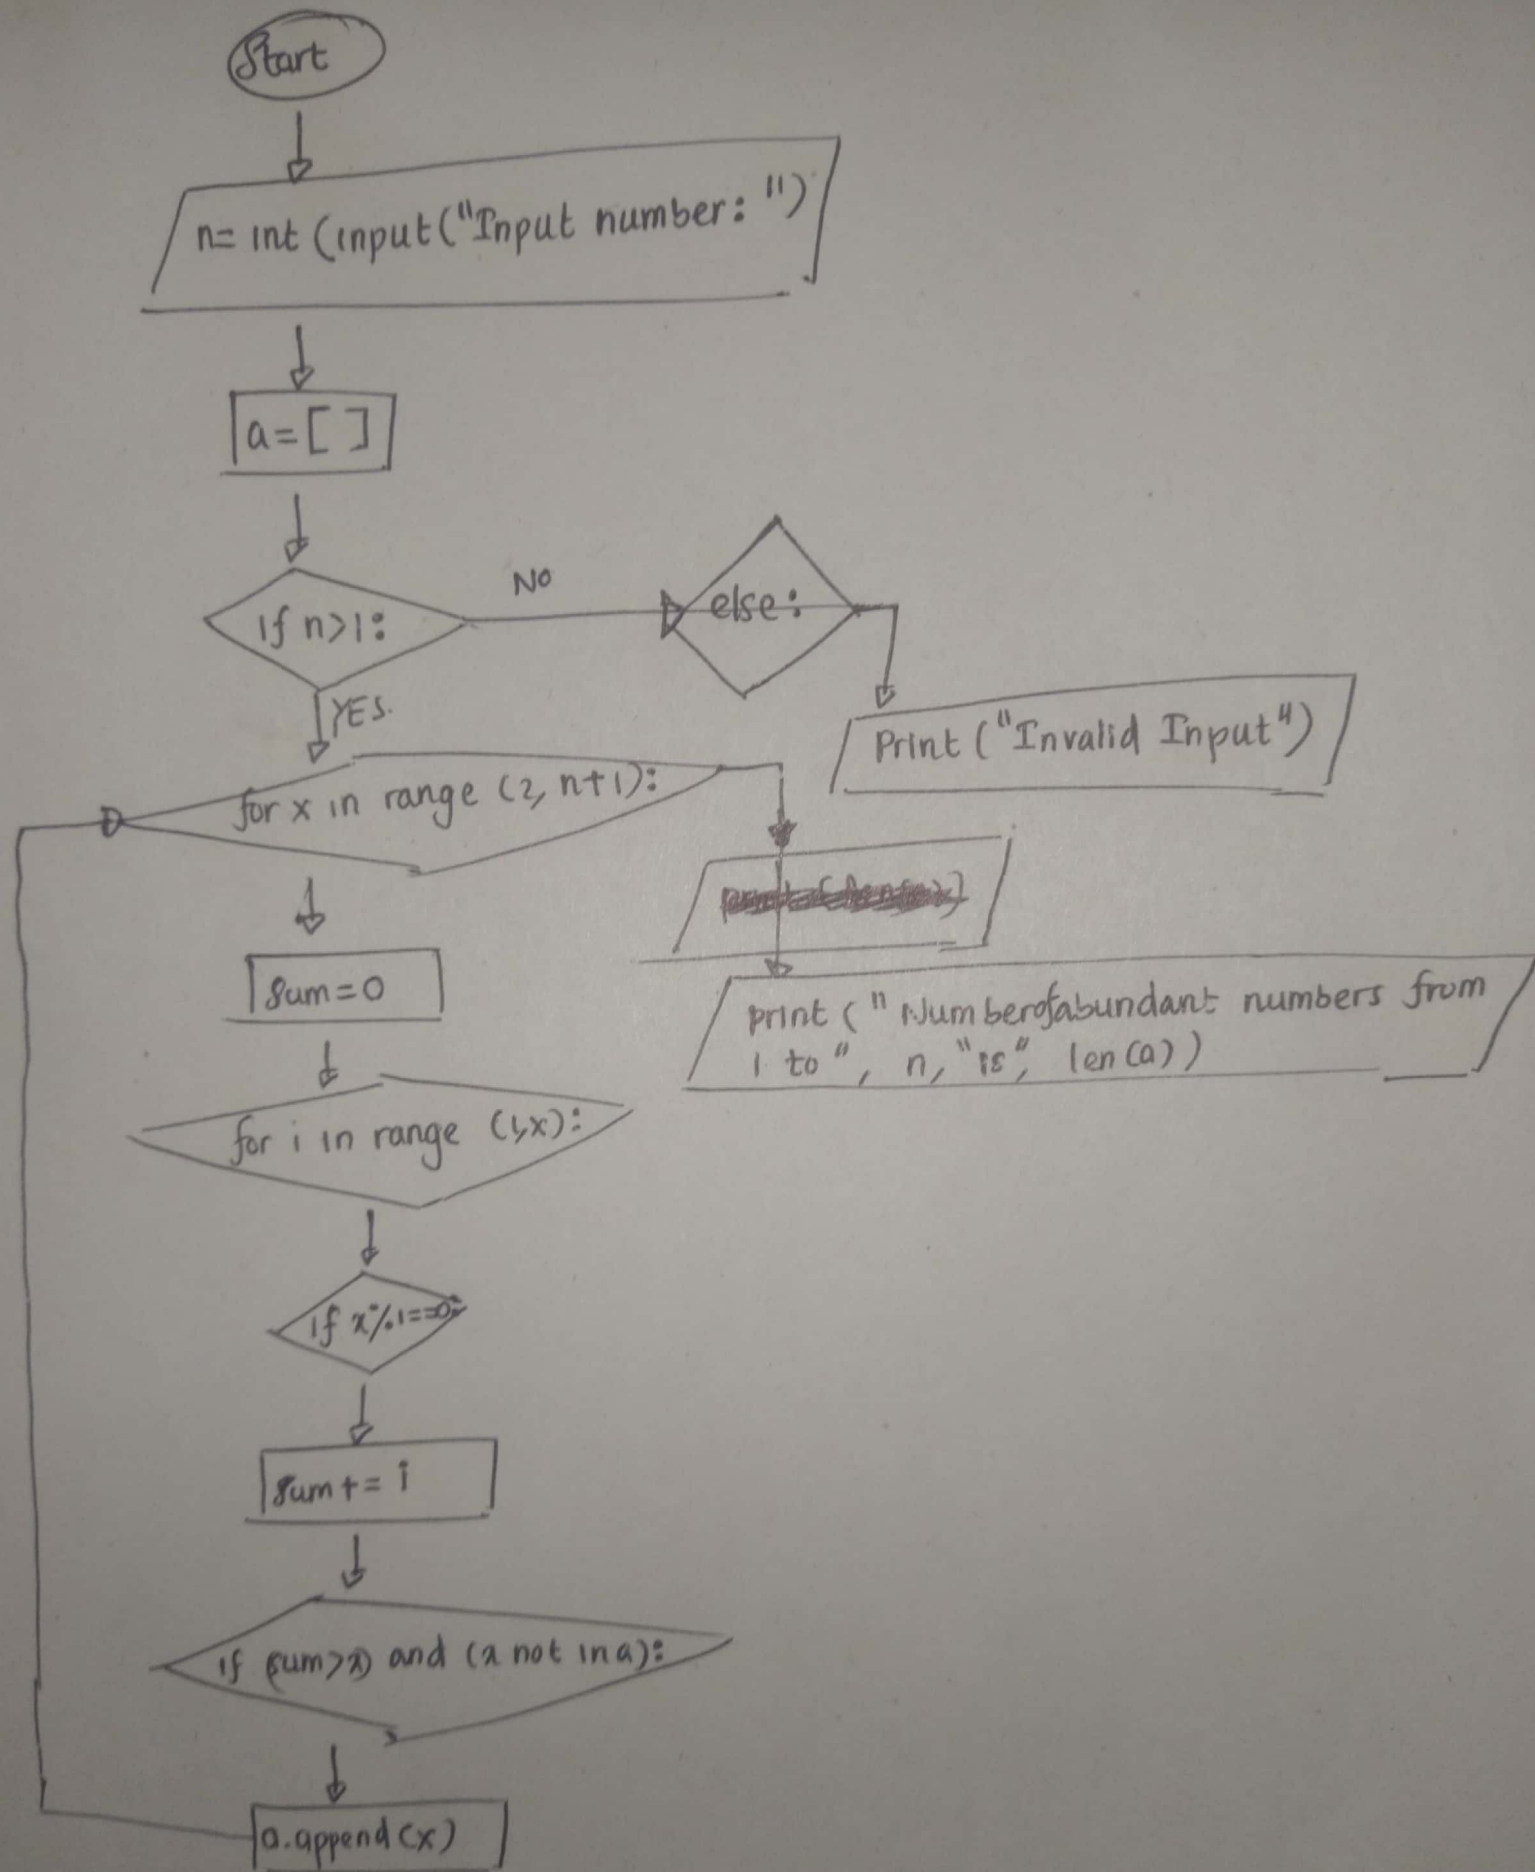 Start
n= int (input("Input number: ")
a=[ ]
if n>1:
NO
else:
YES.
Print ("Invalid Input")
for x in range (2, n+1):
sum=0
print (" Numberofabundant numbers from
1 to ", n, "is", len (a))
for i in range (1,x):
if x%i==0:
sum+= i
if (sum>x) and (x not in a):
a.append(x)